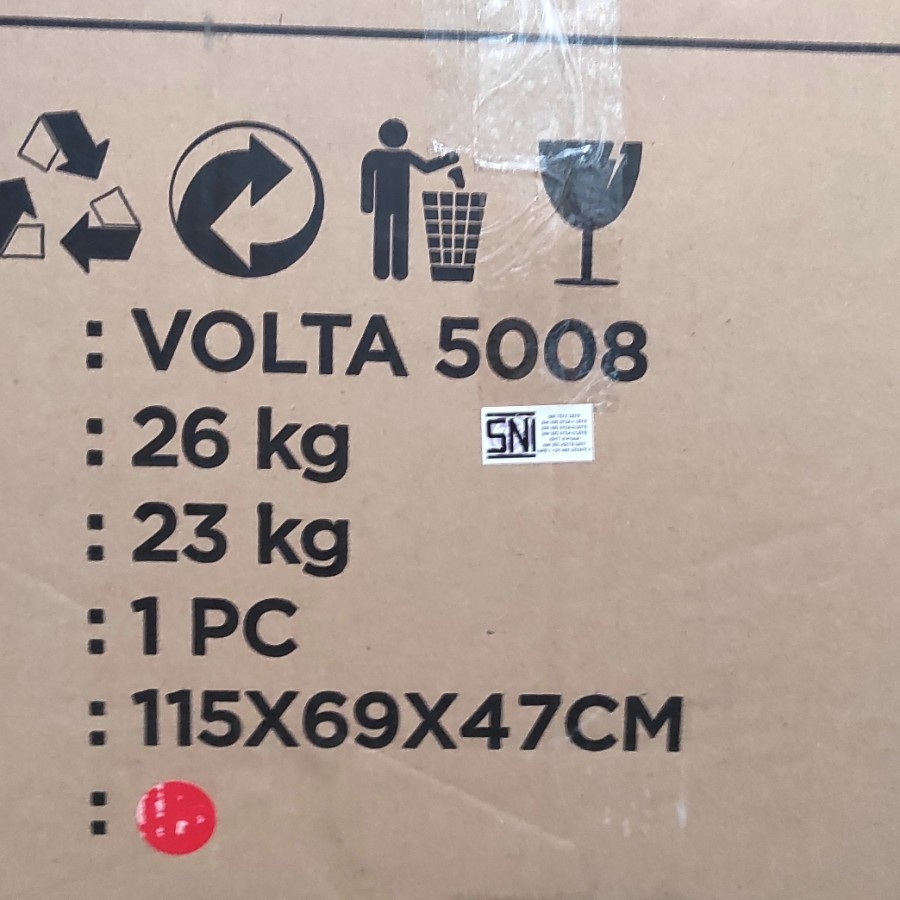 : VOLTA 5008
: 26 kg
SNI
: 23 kg
: 1 PC
: 115X69X47CM
: